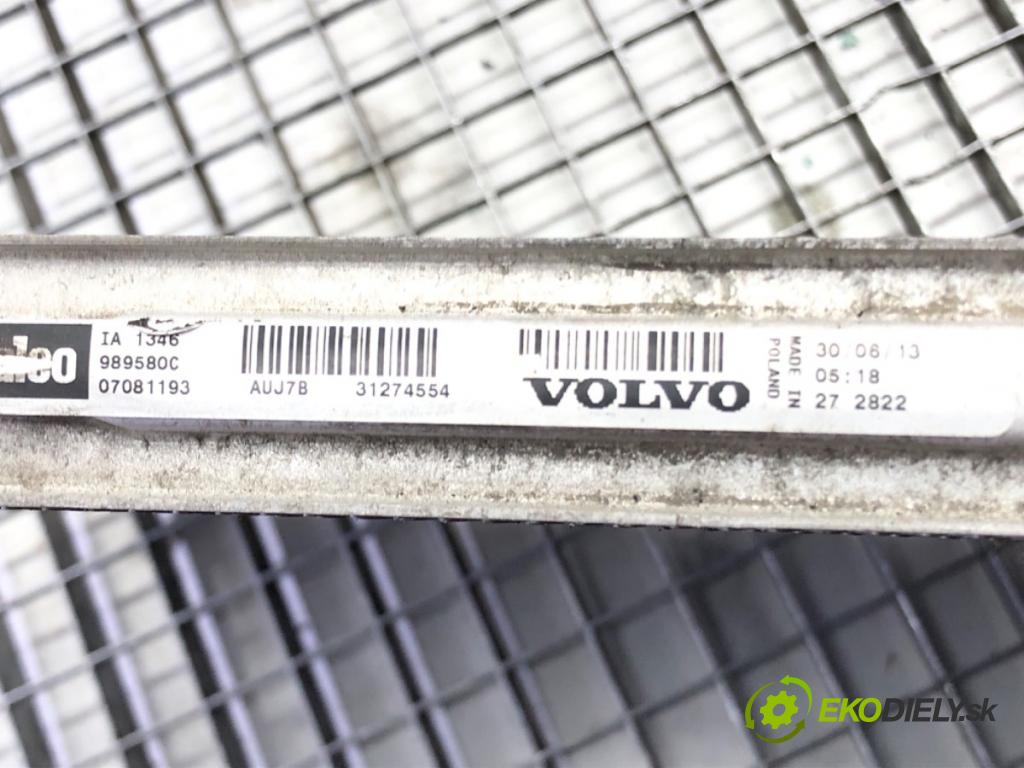 IA 1346
989580C
07081193
AUJ7B 31274554
VOLVO
MADE IN
POLAND
30/06/13
05:18
27 2822
EKODIELY.sk